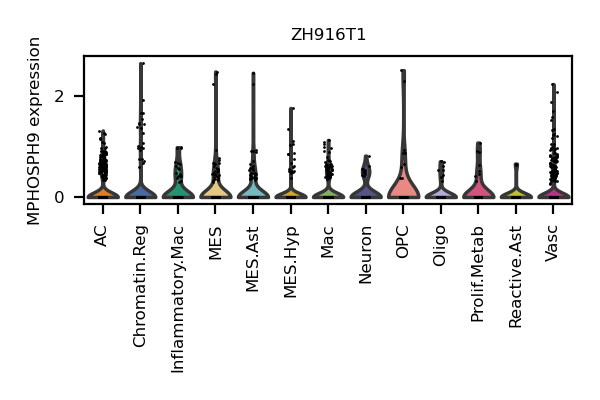 ZH916T1
MPHOSPH9 expression
2
0
AC
Chromatin.Reg
Inflammatory.Mac
MES
MES.Ast
MES.Hyp
Mac
Neuron
OPC
Oligo
Prolif.Metab
Reactive.Ast
Vasc